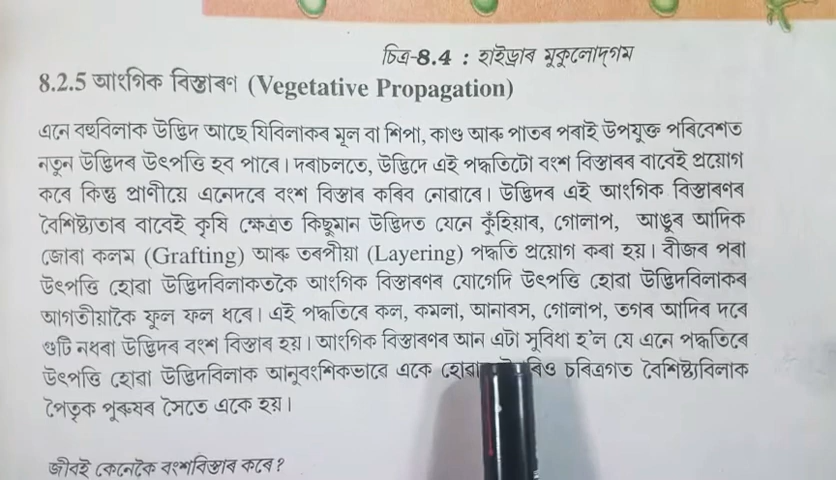 চিত্ৰ-8.4 : হাইড্ৰাৰ মুকুলোদ্গম
8.2.5 আংগিক বিস্তাৰণ (Vegetative Propagation)
এনে বহুবিলাক উদ্ভিদ আছে যিবিলাকৰ মূল বা শিপা, কাণ্ড আৰু পাতৰ পৰাই উপযুক্ত পৰিবেশত
নতুন উদ্ভিদৰ উৎপত্তি হব পাৰে। দৰাচলতে, উদ্ভিদে এই পদ্ধতিটো বংশ বিস্তাৰৰ বাবেই প্ৰয়োগ
কৰে কিন্তু প্ৰাণীয়ে এনেদৰে বংশ বিস্তাৰ কৰিব নোৱাৰে। উদ্ভিদৰ এই আংগিক বিস্তাৰণৰ
বৈশিষ্ট্যতাৰ বাবেই কৃষি ক্ষেত্ৰত কিছুমান উদ্ভিদত যেনে কুঁহিয়াৰ, গোলাপ, আঙুৰ আদিক
জোৰা কলম (Grafting) আৰু তৰপীয়া (Layering) পদ্ধতি প্ৰয়োগ কৰা হয়। বীজৰ পৰা
উৎপত্তি হোৱা উদ্ভিদবিলাকতকৈ আংগিক বিস্তাৰণৰ যোগেদি উৎপত্তি হোৱা উদ্ভিদবিলাকৰ
আগতীয়াকৈ ফুল ফল ধৰে। এই পদ্ধতিৰে কল, কমলা, আনাৰস, গোলাপ, তগৰ আদিৰ দৰে
গুটি নধৰা উদ্ভিদৰ বংশ বিস্তাৰ হয়। আংগিক বিস্তাৰণৰ আন এটা সুবিধা হ'ল যে এনে পদ্ধতিৰে
উৎপত্তি হোৱা উদ্ভিদবিলাক আনুবংশিকভাৱে একে চৰিত্ৰগত বৈশিষ্ট্যবিলাক
পৈতৃক পুৰুষৰ সৈতে একে হয়।
জীৱই কেনেকৈ বংশবিস্তাৰ কৰে?